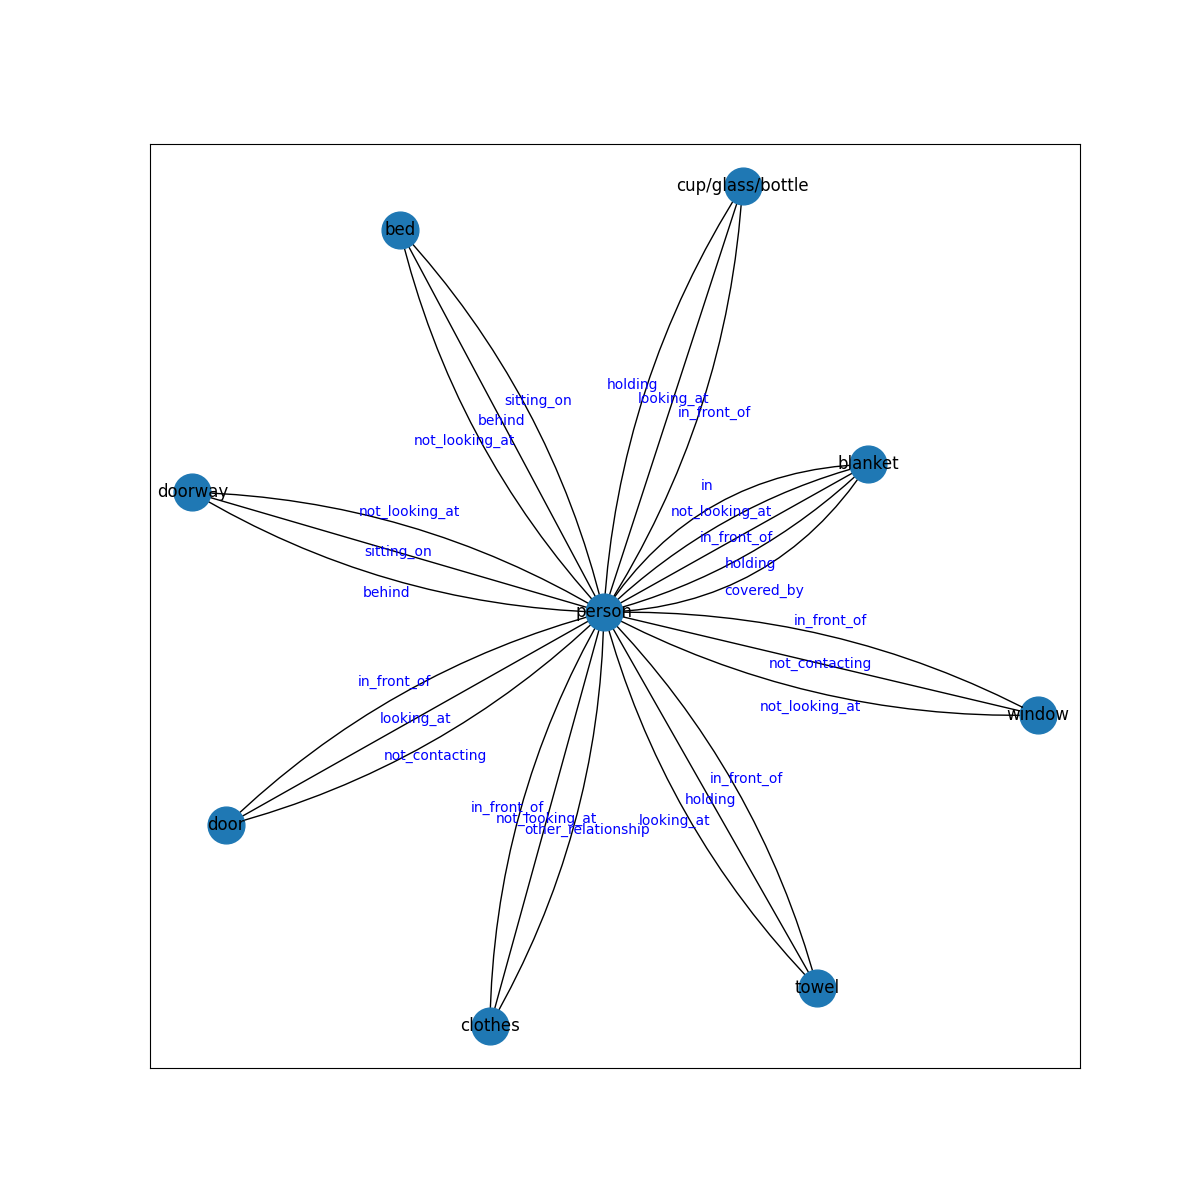 cup/glass/bottle
bed
holding
looking_at
sitting_on
in_front_of
behind
not_looking_at
blanket
in
doorway
not_looking_at
not_looking_at
in_front_of
sitting_on
holding
behind
covered_by
person
in_front_of
not_contacting
in_front_of
not_looking_at
window
looking_at
not_contacting
in_front_of
holding
in_front_of
not_looking_at
looking_at
other_relationship
door
towel
clothes